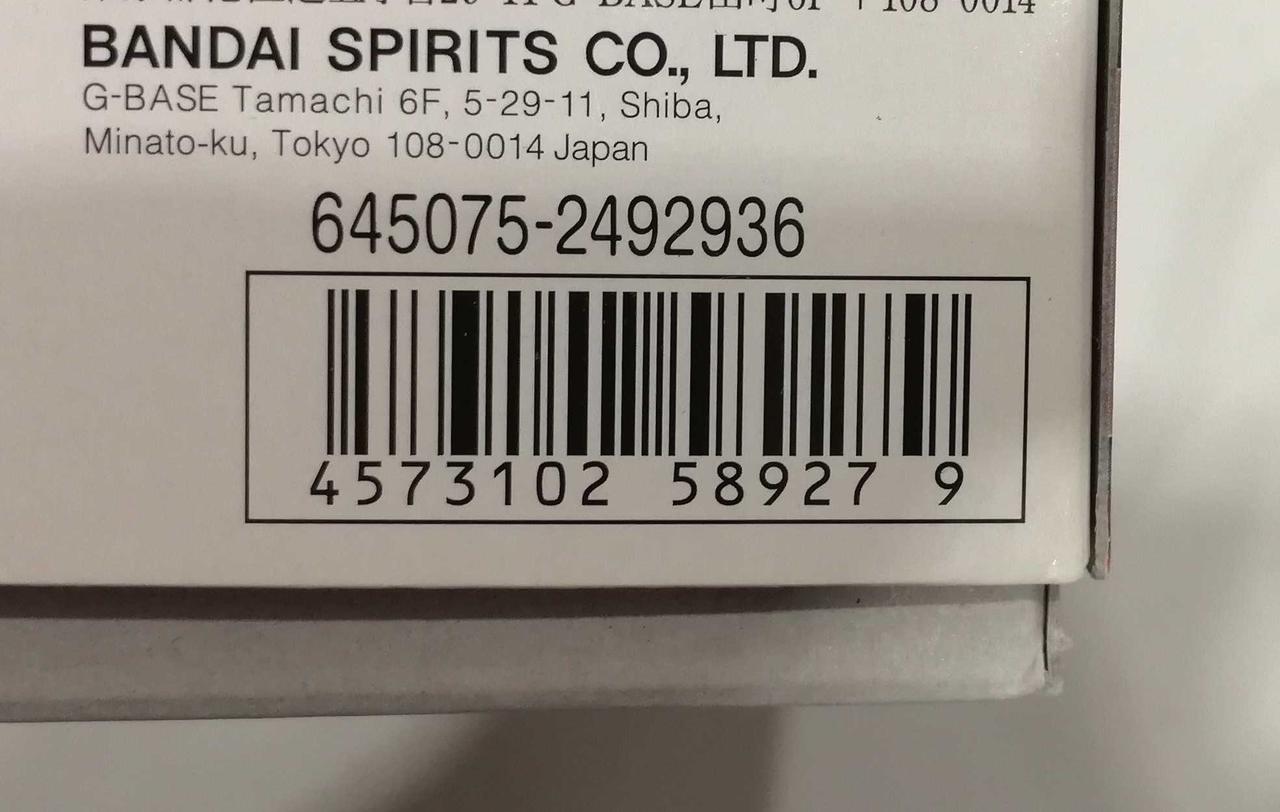 BANDAI SPIRITS CO., LTD.
G-BASE Tamachi 6F, 5-29-11, Shiba,
Minato-ku, Tokyo 108-0014 Japan
645075-2492936
4573102 58927 9